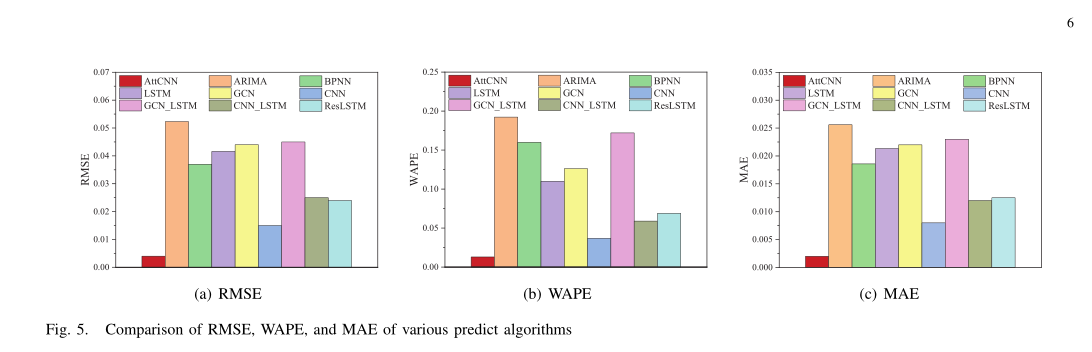 6
0.07
0.06
0.05
0.04
0.03
0.02
0.01
0.00
RMSE
AttCNN ARIMA BPNN
LSTM GCN CNN
GCN_LSTM CNN_LSTM ResLSTM
(a) RMSE
0.25
0.20
0.15
0.10
0.05
0.00
WAPE
AttCNN ARIMA BPNN
LSTM GCN CNN
GCN_LSTM CNN_LSTM ResLSTM
(b) WAPE
0.035
0.030
0.025
0.020
0.015
0.010
0.005
0.000
MAE
AttCNN ARIMA BPNN
LSTM GCN CNN
GCN_LSTM CNN_LSTM ResLSTM
(c) MAE
Fig. 5. Comparison of RMSE, WAPE, and MAE of various predict algorithms